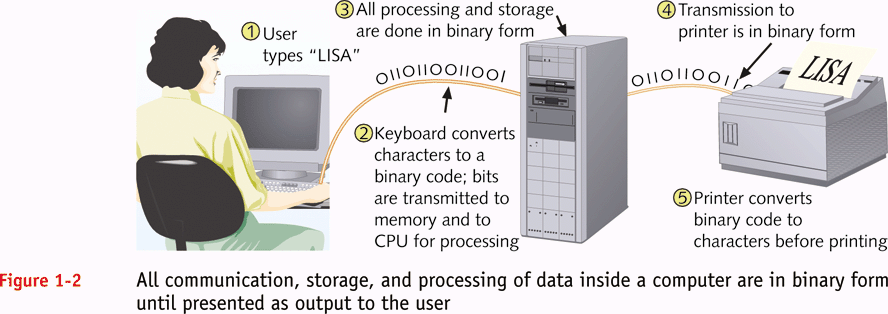 ① User
types “LISA”
③ All processing and storage
are done in binary form
④ Transmission to
printer is in binary form
011011001001
② Keyboard converts
characters to a
binary code; bits
are transmitted to
memory and to
CPU for processing
LISA
⑤ Printer converts
binary code to
characters before printing
Figure 1-2 All communication, storage, and processing of data inside a computer are in binary form
until presented as output to the user